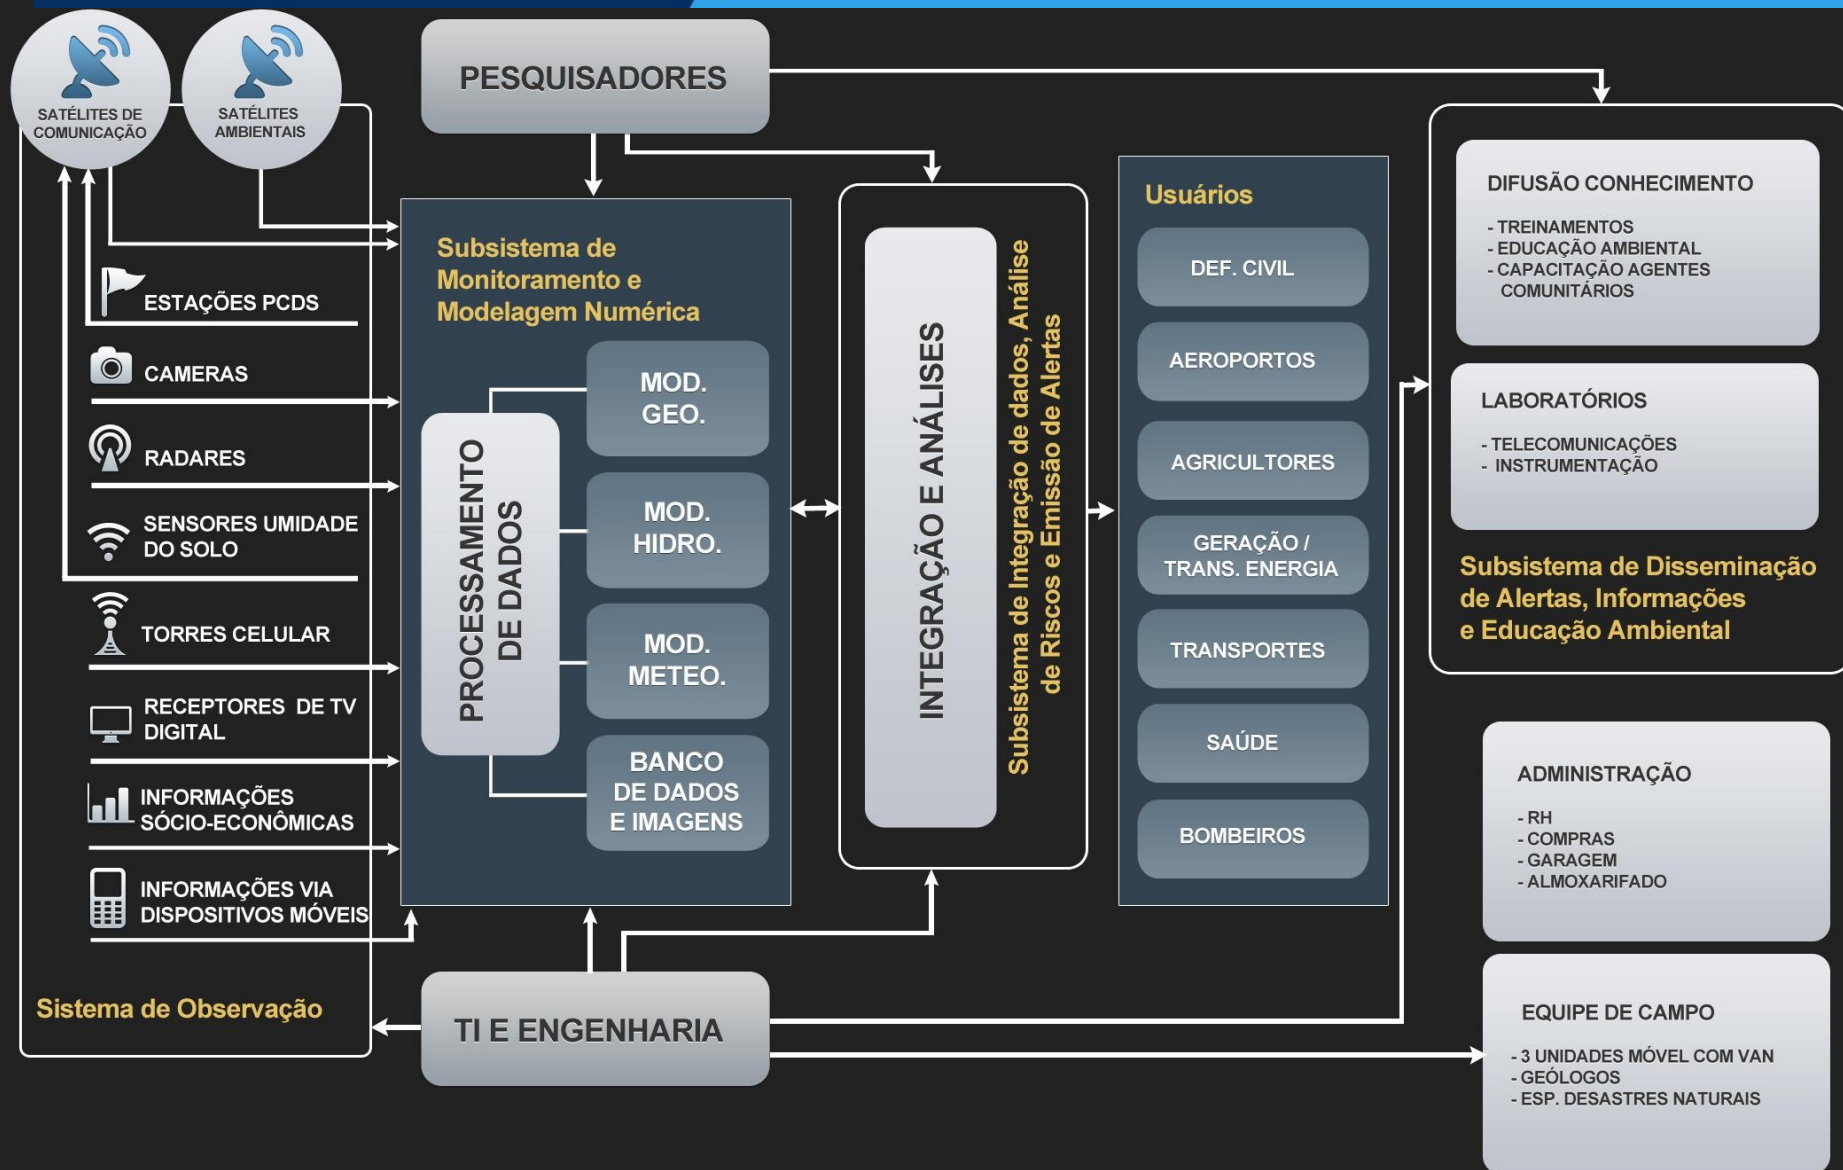 SATÉLITES DE
COMUNICAÇÃO
SATÉLITES
AMBIENTAIS
ESTAÇÕES PCDS
CAMERAS
RADARES
SENSORES UMIDADE
DO SOLO
TORRES CELULAR
RECEPTORES DE TV
DIGITAL
INFORMAÇÕES
SÓCIO-ECONÔMICAS
INFORMAÇÕES VIA
DISPOSITIVOS MÓVEIS
Sistema de Observação
PESQUISADORES
Subsistema de
Monitoramento e
Modelagem Numérica
PROCESSAMENTO
DE DADOS
MOD.
GEO.
MOD.
HIDRO.
MOD.
METEO.
BANCO
DE DADOS
E IMAGENS
TI E ENGENHARIA
INTEGRAÇÃO E ANÁLISES
Subsistema de Integração de dados, Análise
de Riscos e Emissão de Alertas
Usuários
DEF. CIVIL
AEROPORTOS
AGRICULTORES
GERAÇÃO /
TRANS. ENERGIA
TRANSPORTES
SAÚDE
BOMBEIROS
DIFUSÃO CONHECIMENTO
- TREINAMENTOS
- EDUCAÇÃO AMBIENTAL
- CAPACITAÇÃO AGENTES
COMUNITÁRIOS
LABORATÓRIOS
- TELECOMUNICAÇÕES
- INSTRUMENTAÇÃO
Subsistema de Disseminação
de Alertas, Informações
e Educação Ambiental
ADMINISTRAÇÃO
- RH
- COMPRAS
- GARAGEM
- ALMOXARIFADO
EQUIPE DE CAMPO
- 3 UNIDADES MÓVEL COM VAN
- GEÓLOGOS
- ESP. DESASTRES NATURAIS